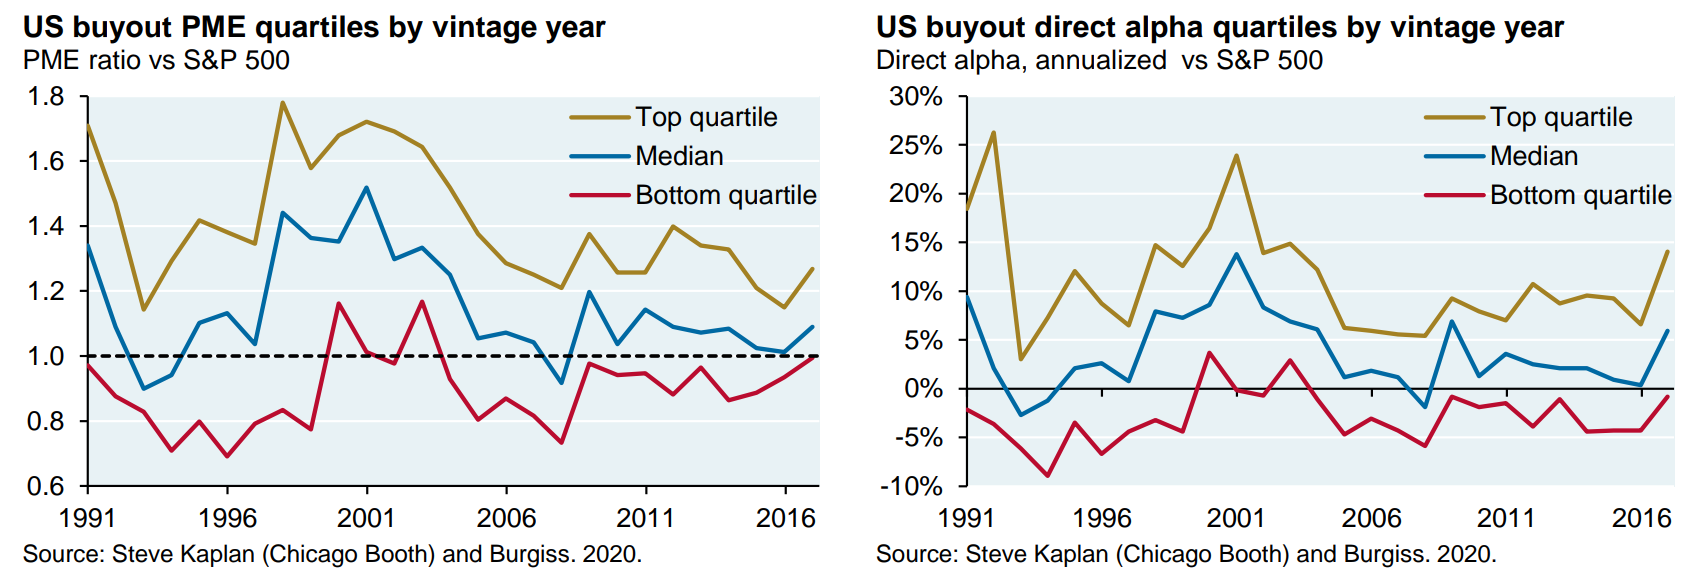 US buyout PME quartiles by vintage year
PME ratio vs S&P 500
1.8
1.6
1.4
1.2
1.0
0.8
0.6
Top quartile
Median
Bottom quartile
1991 1996 2001 2006 2011 2016
Source: Steve Kaplan (Chicago Booth) and Burgiss. 2020.
US buyout direct alpha quartiles by vintage year
Direct alpha, annualized vs S&P 500
30%
25%
20%
15%
10%
5%
0%
-5%
-10%
Top quartile
Median
Bottom quartile
1991 1996 2001 2006 2011 2016
Source: Steve Kaplan (Chicago Booth) and Burgiss. 2020.